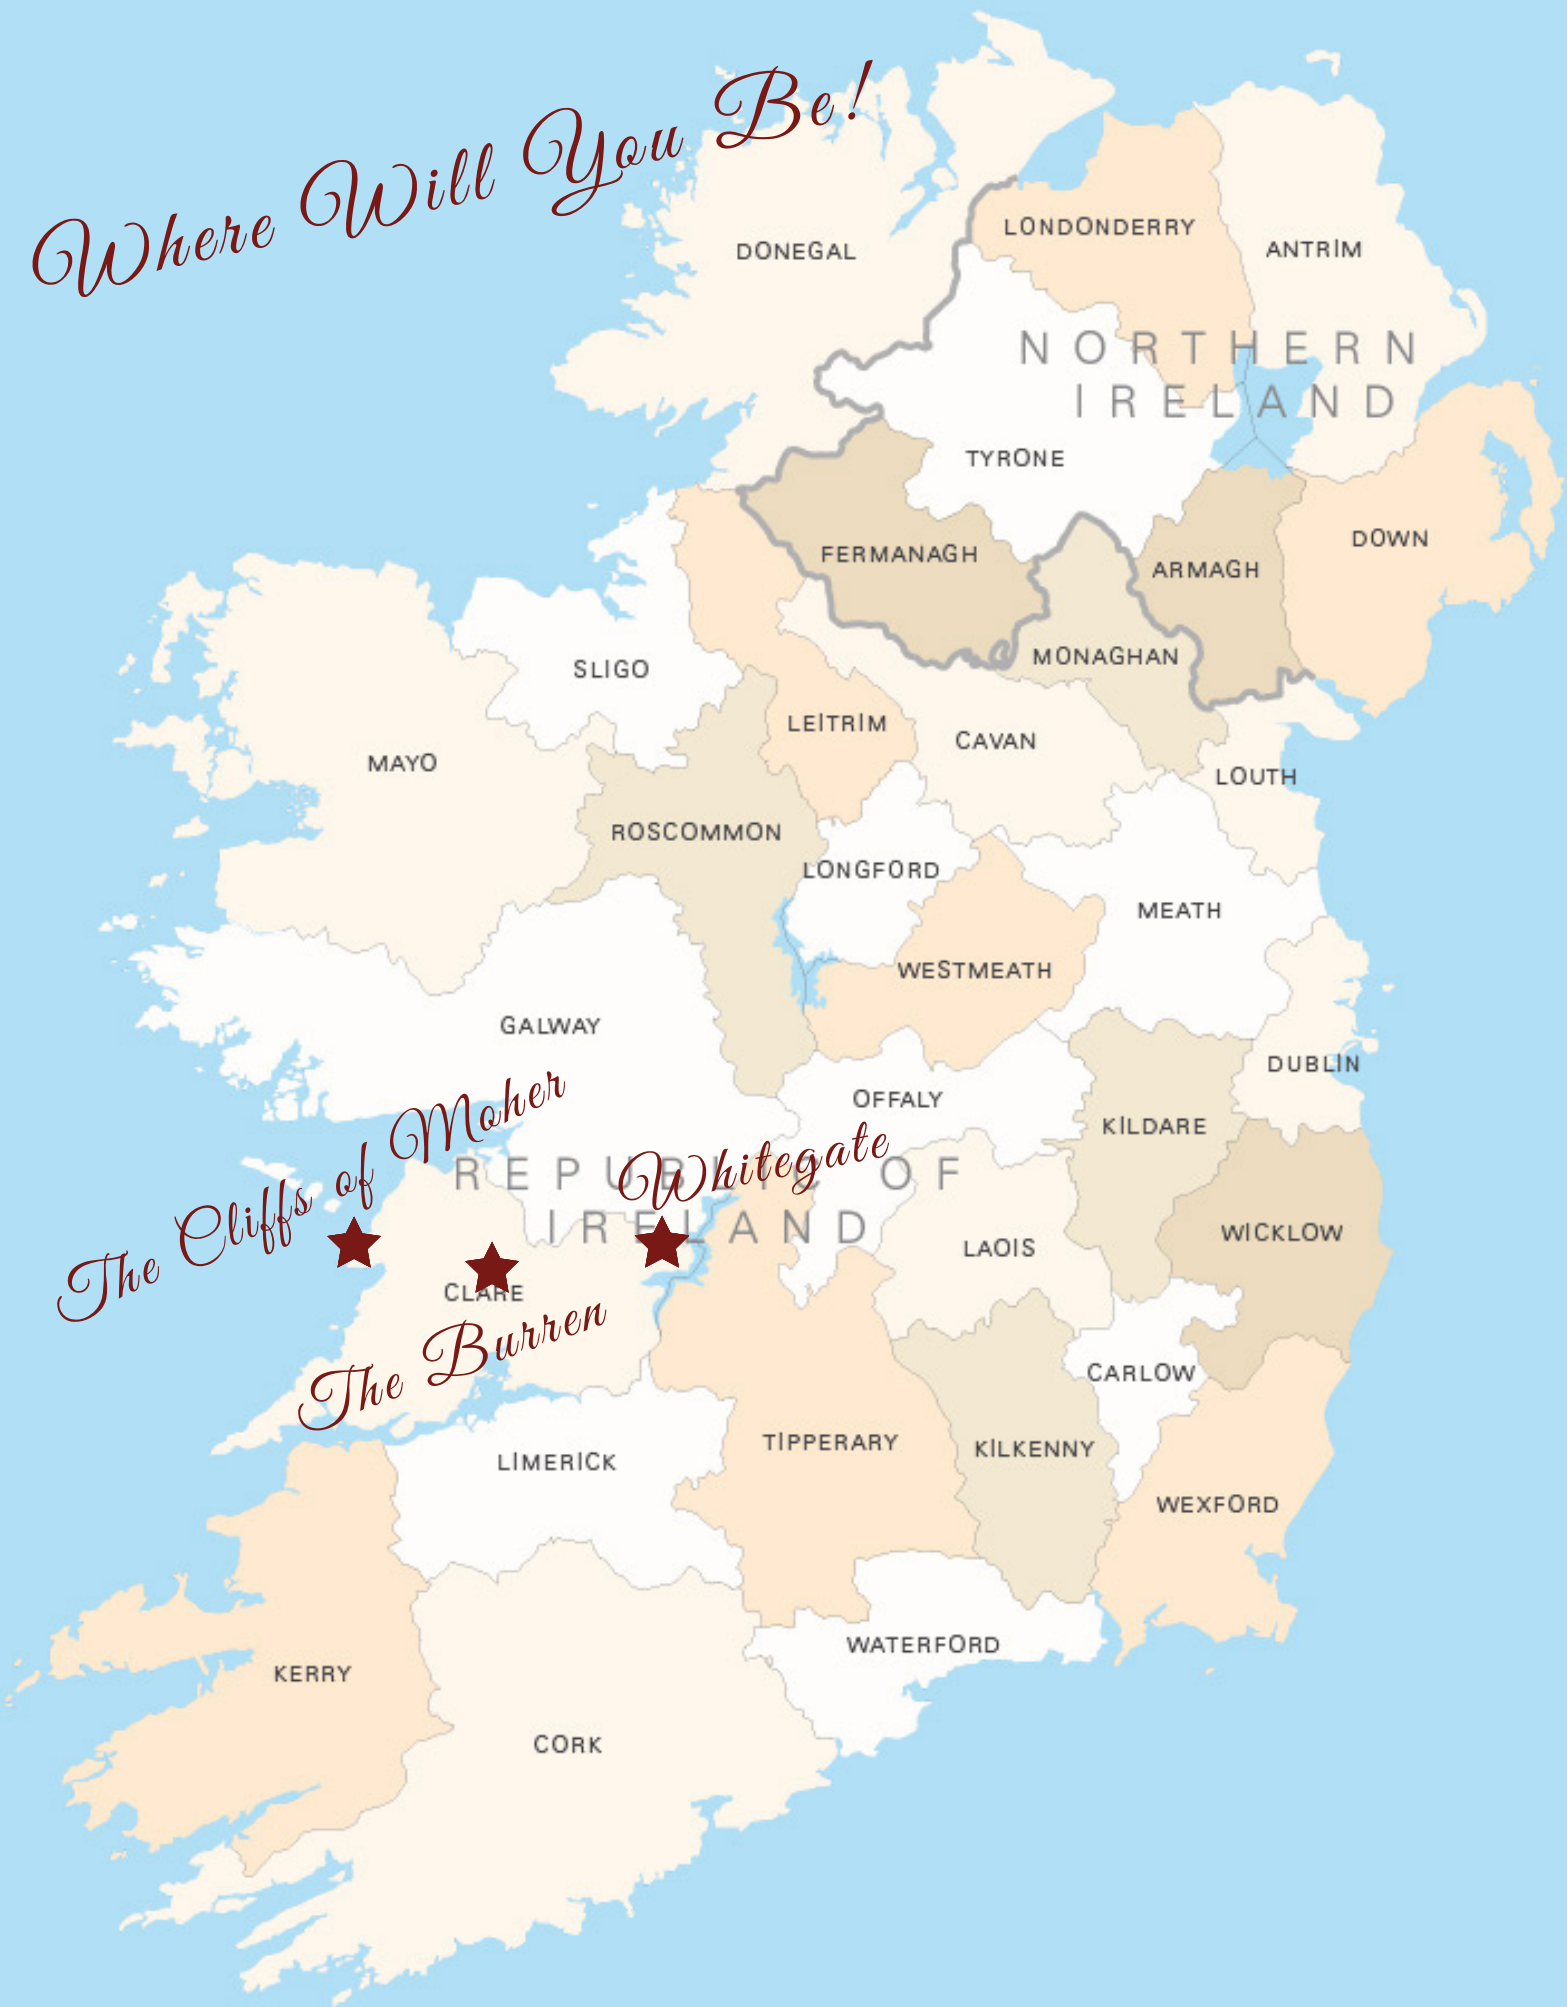 Where Will You Be!
DONEGAL
LONDONDERRY
ANTRIM
NORTHERN
IRELAND
TYRONE
FERMANAGH
ARMAGH
DOWN
MONAGHAN
SLIGO
LEITRIM
CAVAN
MAYO
LOUTH
ROSCOMMON
LONGFORD
MEATH
WESTMEATH
GALWAY
DUBLIN
OFFALY
KILDARE
The Cliffs of Moher
Whitegate
REPUBLIC OF
IRELAND
WICKLOW
LAOIS
CLARE
The Burren
CARLOW
TIPPERARY
KILKENNY
LIMERICK
WEXFORD
WATERFORD
KERRY
CORK